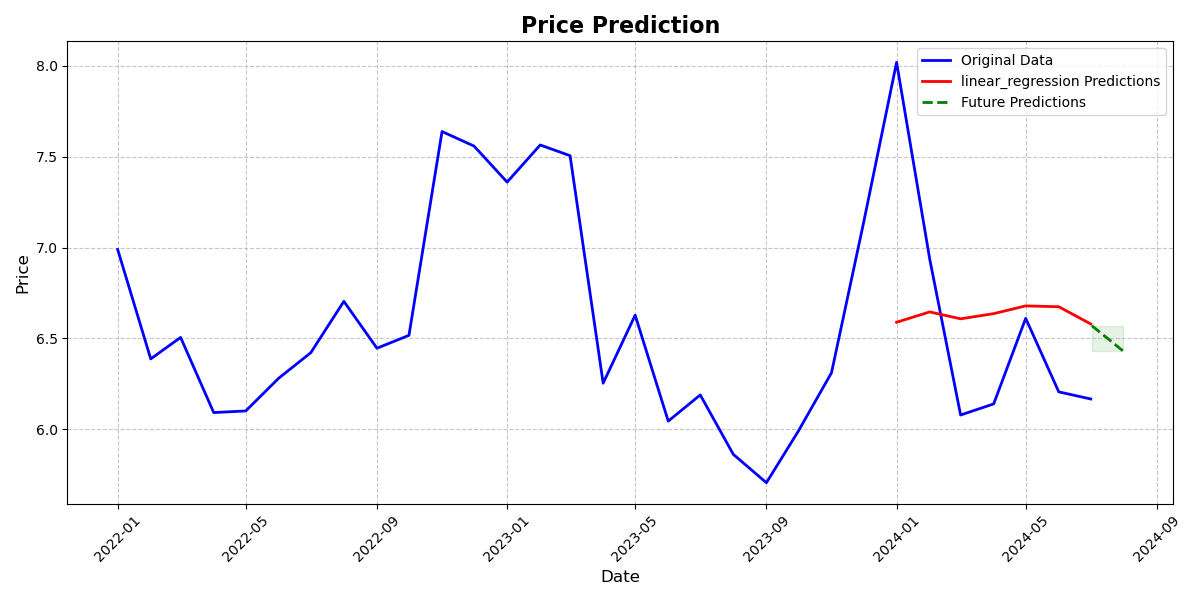 Price Prediction
Original Data
linear_regression Predictions
Future Predictions
Price
8.0
7.5
7.0
6.5
6.0
2022-01
2022-05
2022-09
2023-01
2023-05
2023-09
2024-01
2024-05
2024-09
Date